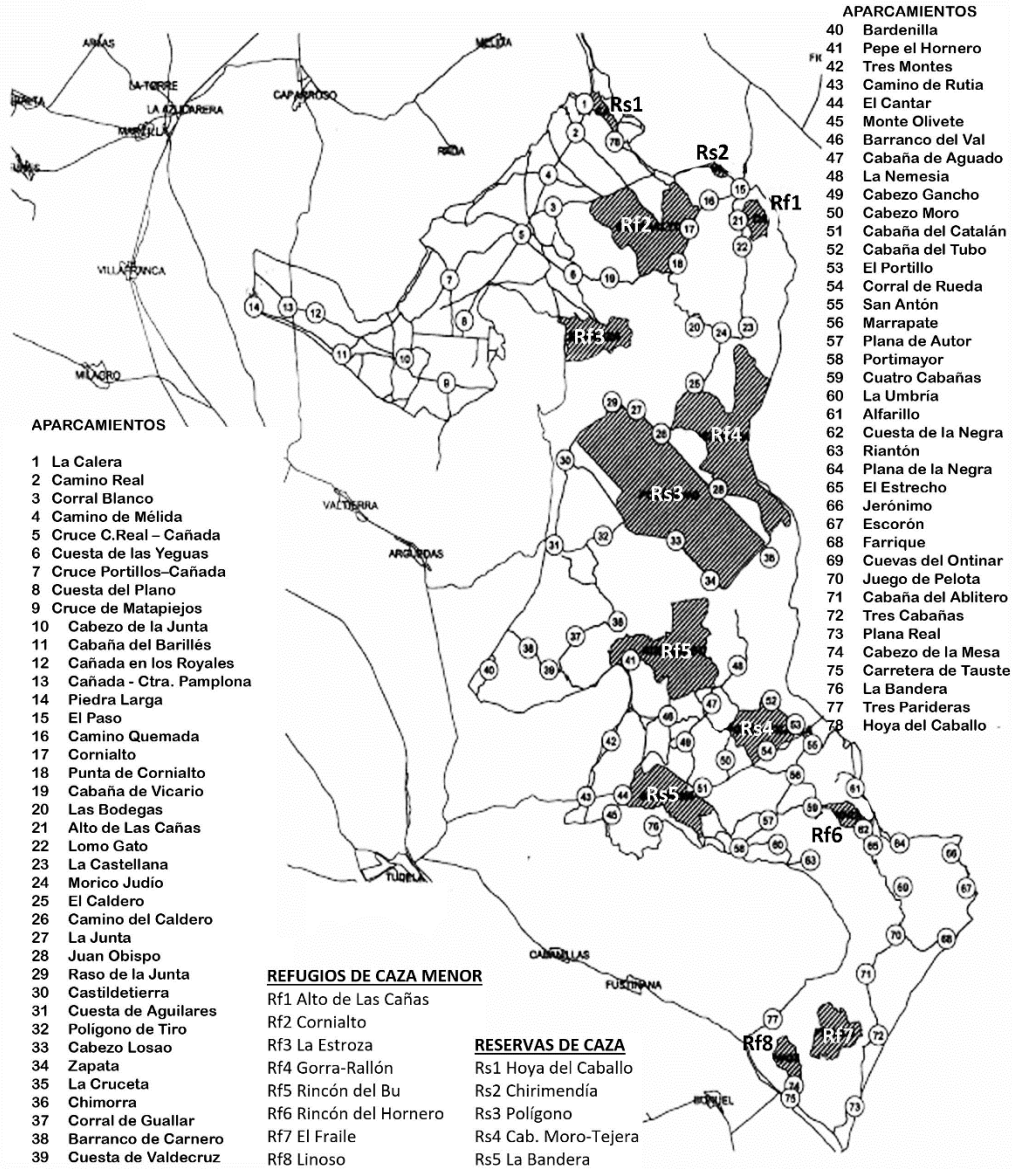 APARCAMIENTOS
40 Bardenilla
41 Pepe el Hornero
42 Tres Montes
43 Camino de Rutia
44 El Cantar
45 Monte Olivete
46 Barranco del Val
47 Cabaña de Aguado
48 La Nemesia
49 Cabezo Gancho
50 Cabezo Moro
51 Cabaña del Catalán
52 Cabaña del Tubo
53 El Portillo
54 Corral de Rueda
55 San Antón
56 Marrapate
57 Plana de Autor
58 Portimayor
59 Cuatro Cabañas
60 La Umbría
61 Alfarillo
62 Cuesta de la Negra
63 Riantón
64 Plana de la Negra
65 El Estrecho
66 Jerónimo
67 Escorón
68 Farrique
69 Cuevas del Ontinar
70 Juego de Pelota
71 Cabaña del Ablitero
72 Tres Cabañas
73 Plana Real
74 Cabezo de la Mesa
75 Carretera de Tauste
76 La Bandera
77 Tres Parideras
78 Hoya del Caballo
MELIDA
LA TORRE
LA AZUCARERA
CAPARROSO
MARCILLA
RADA
VILLAFRANCA
MILAGRO
VALTIERRA
ARGUEDAS
TUDELA
CABANILLAS
FUSTIÑANA
BUÑUEL
Rs1
Rs2
Rf1
Rf2
Rf3
Rf4
Rs3
Rf5
Rs4
Rs5
Rf6
Rf7
Rf8
APARCAMIENTOS
1 La Calera
2 Camino Real
3 Corral Blanco
4 Camino de Mélida
5 Cruce C.Real – Cañada
6 Cuesta de las Yeguas
7 Cruce Portillos–Cañada
8 Cuesta del Plano
9 Cruce de Matapiejos
10 Cabezo de la Junta
11 Cabaña del Barillés
12 Cañada en los Royales
13 Cañada - Ctra. Pamplona
14 Piedra Larga
15 El Paso
16 Camino Quemada
17 Cornialto
18 Punta de Cornialto
19 Cabaña de Vicario
20 Las Bodegas
21 Alto de Las Cañas
22 Lomo Gato
23 La Castellana
24 Morico Judío
25 El Caldero
26 Camino del Caldero
27 La Junta
28 Juan Obispo
29 Raso de la Junta
30 Castildetierra
31 Cuesta de Aguilares
32 Polígono de Tiro
33 Cabezo Losao
34 Zapata
35 La Cruceta
36 Chimorra
37 Corral de Guallar
38 Barranco de Carnero
39 Cuesta de Valdecruz
REFUGIOS DE CAZA MENOR
Rf1 Alto de Las Cañas
Rf2 Cornialto
Rf3 La Estroza
Rf4 Gorra-Rallón
Rf5 Rincón del Bu
Rf6 Rincón del Hornero
Rf7 El Fraile
Rf8 Linoso
RESERVAS DE CAZA
Rs1 Hoya del Caballo
Rs2 Chirimendía
Rs3 Polígono
Rs4 Cab. Moro-Tejera
Rs5 La Bandera